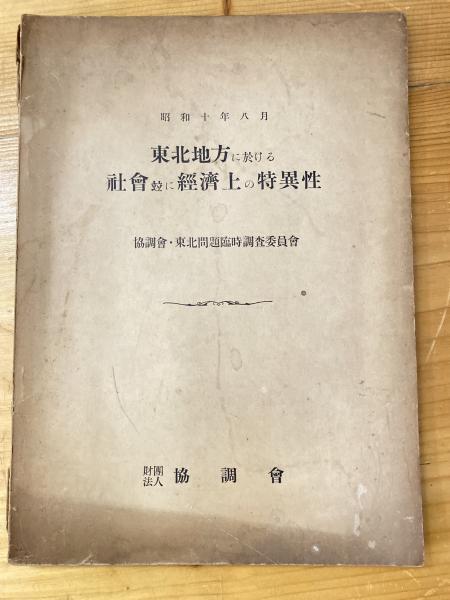 昭和十年八月
東北地方に於ける
社會竝に經濟上の特異性
協調會・東北問題臨時調査委員會
財團法人 協調會